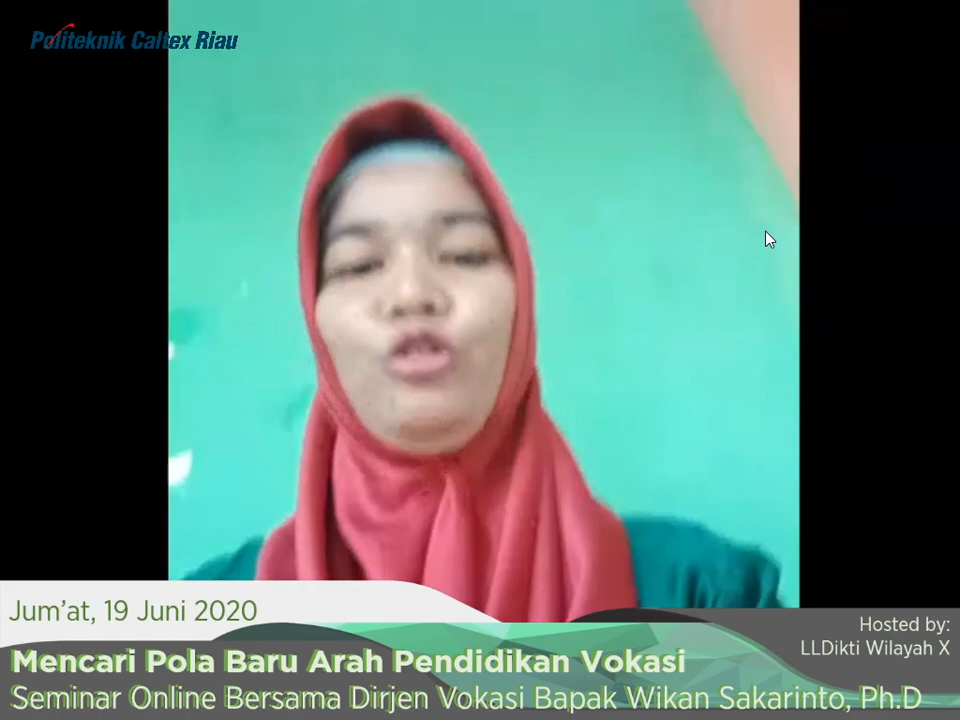 Politeknik Caltex Riau
Jum'at, 19 Juni 2020
Hosted by:
LLDikti Wilayah X
Mencari Pola Baru Arah Pendidikan Vokasi
Seminar Online Bersama Dirjen Vokasi Bapak Wikan Sakarinto, Ph.D